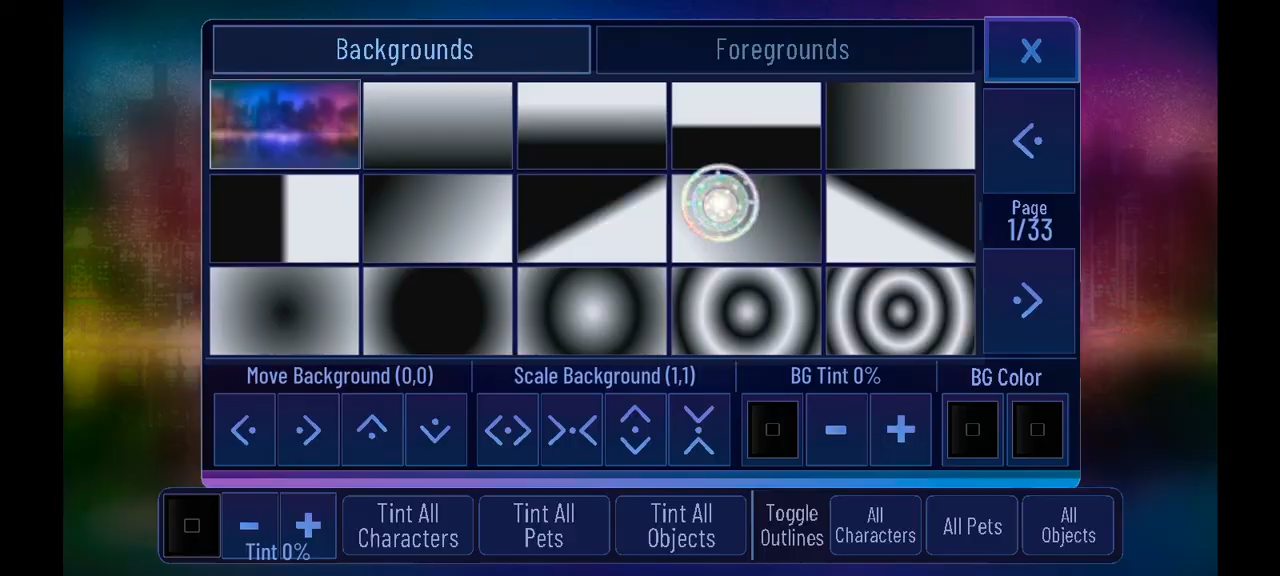 Backgrounds
Foregrounds
X
Page
1/33
Move Background (0,0)
Scale Background (1,1)
BG Tint 0%
BG Color
Tint 0%
Tint All
Characters
Tint All
Pets
Tint All
Objects
Toggle
Outlines
All
Characters
All Pets
All
Objects